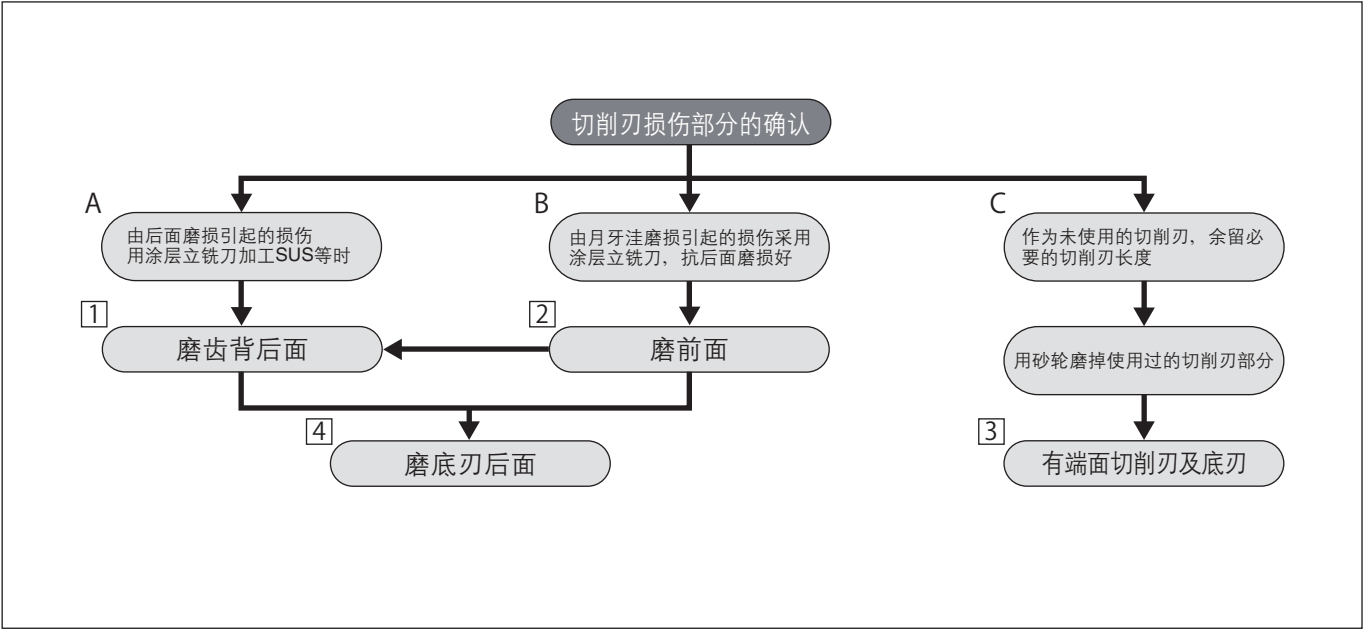 切削刃损伤部分的确认
A
由后面磨损引起的损伤
用涂层立铣刀加工SUS等时
B
由月牙洼磨损引起的损伤采用
涂层立铣刀，抗后面磨损好
C
作为未使用的切削刃，余留必
要的切削刃长度
1
磨齿背后面
2
磨前面
用砂轮磨掉使用过的切削刃部分
4
磨底刃后面
3
有端面切削刃及底刃